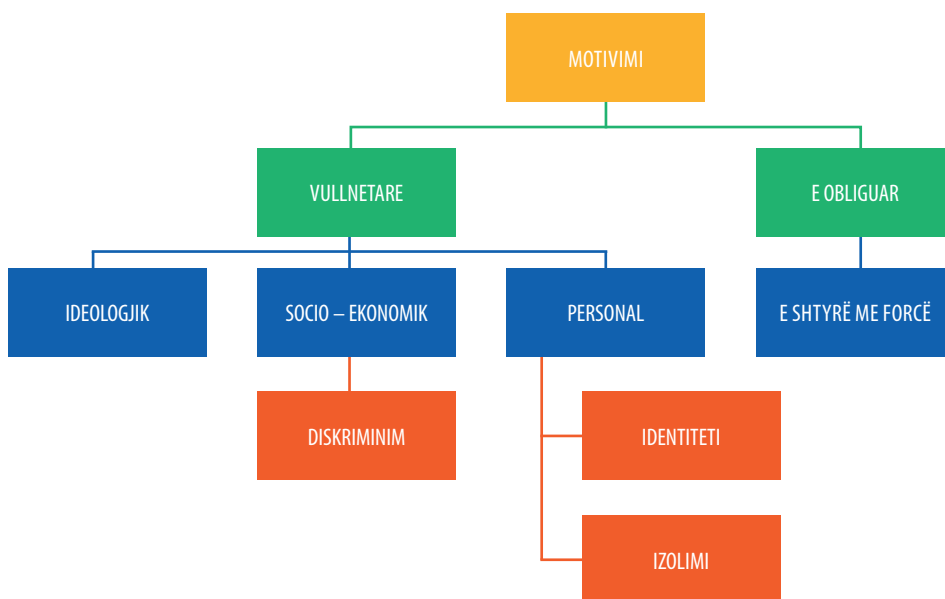 MOTIVIMI
VULLNETARE
E OBLIGUAR
IDEOLOGJIK
SOCIO – EKONOMIK
PERSONAL
E SHTYRË ME FORCË
DISKRIMINIM
IDENTITETI
IZOLIMI